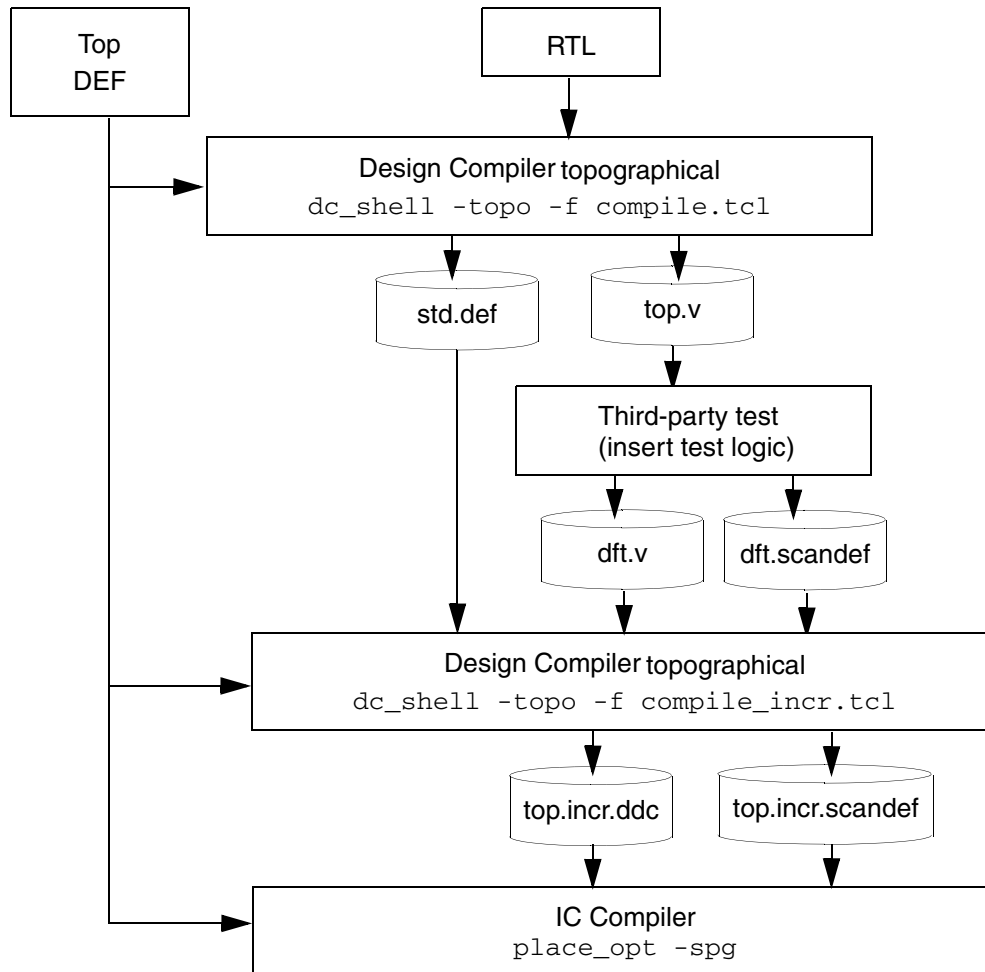 Top
DEF
RTL
Design Compiler topographical
dc_shell -topo -f compile.tcl
std.def
top.v
Third-party test
(insert test logic)
dft.v
dft.scandef
Design Compiler topographical
dc_shell -topo -f compile_incr.tcl
top.incr.ddc
top.incr.scandef
IC Compiler
place_opt -spg